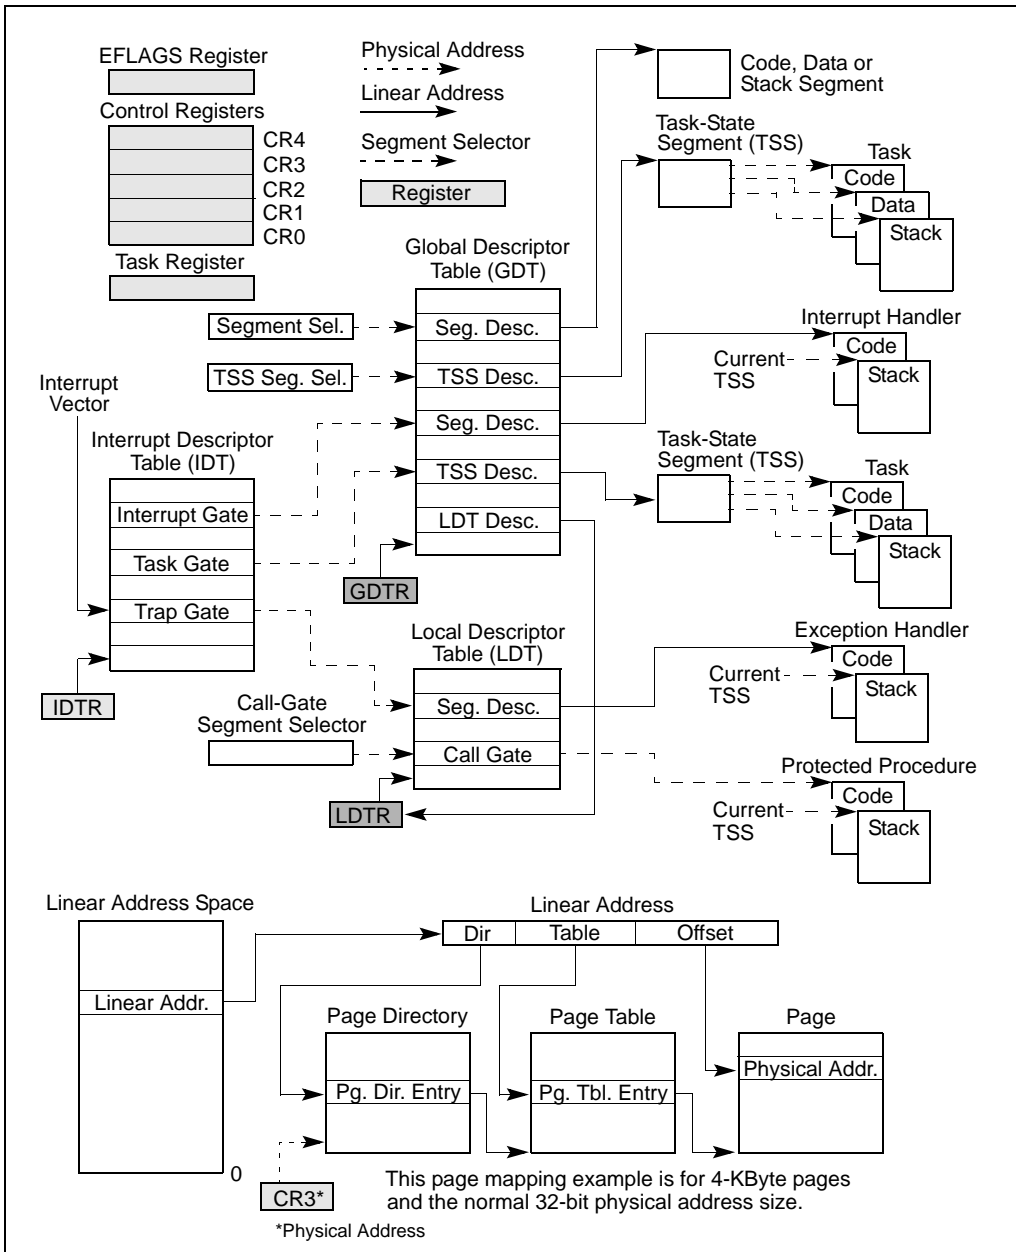 EFLAGS Register
Control Registers
CR4
CR3
CR2
CR1
CR0
Task Register
Physical Address
Linear Address
Segment Selector
Register
Code, Data or
Stack Segment
Task-State
Segment (TSS)
Task
Code
Data
Stack
Global Descriptor
Table (GDT)
Segment Sel.
Seg. Desc.
TSS Seg. Sel.
TSS Desc.
Seg. Desc.
TSS Desc.
LDT Desc.
GDTR
Interrupt Handler
Code
Current
TSS
Stack
Interrupt
Vector
Interrupt Descriptor
Table (IDT)
Interrupt Gate
Task Gate
Trap Gate
IDTR
Task-State
Segment (TSS)
Task
Code
Data
Stack
Local Descriptor
Table (LDT)
Call-Gate
Segment Selector
Seg. Desc.
Call Gate
LDTR
Exception Handler
Code
Current
TSS
Stack
Protected Procedure
Code
Current
TSS
Stack
Linear Address Space
Linear Addr.
0
Linear Address
Dir
Table
Offset
Page Directory
Pg. Dir. Entry
Page Table
Pg. Tbl. Entry
Page
Physical Addr.
CR3*
*Physical Address
This page mapping example is for 4-KByte pages
and the normal 32-bit physical address size.